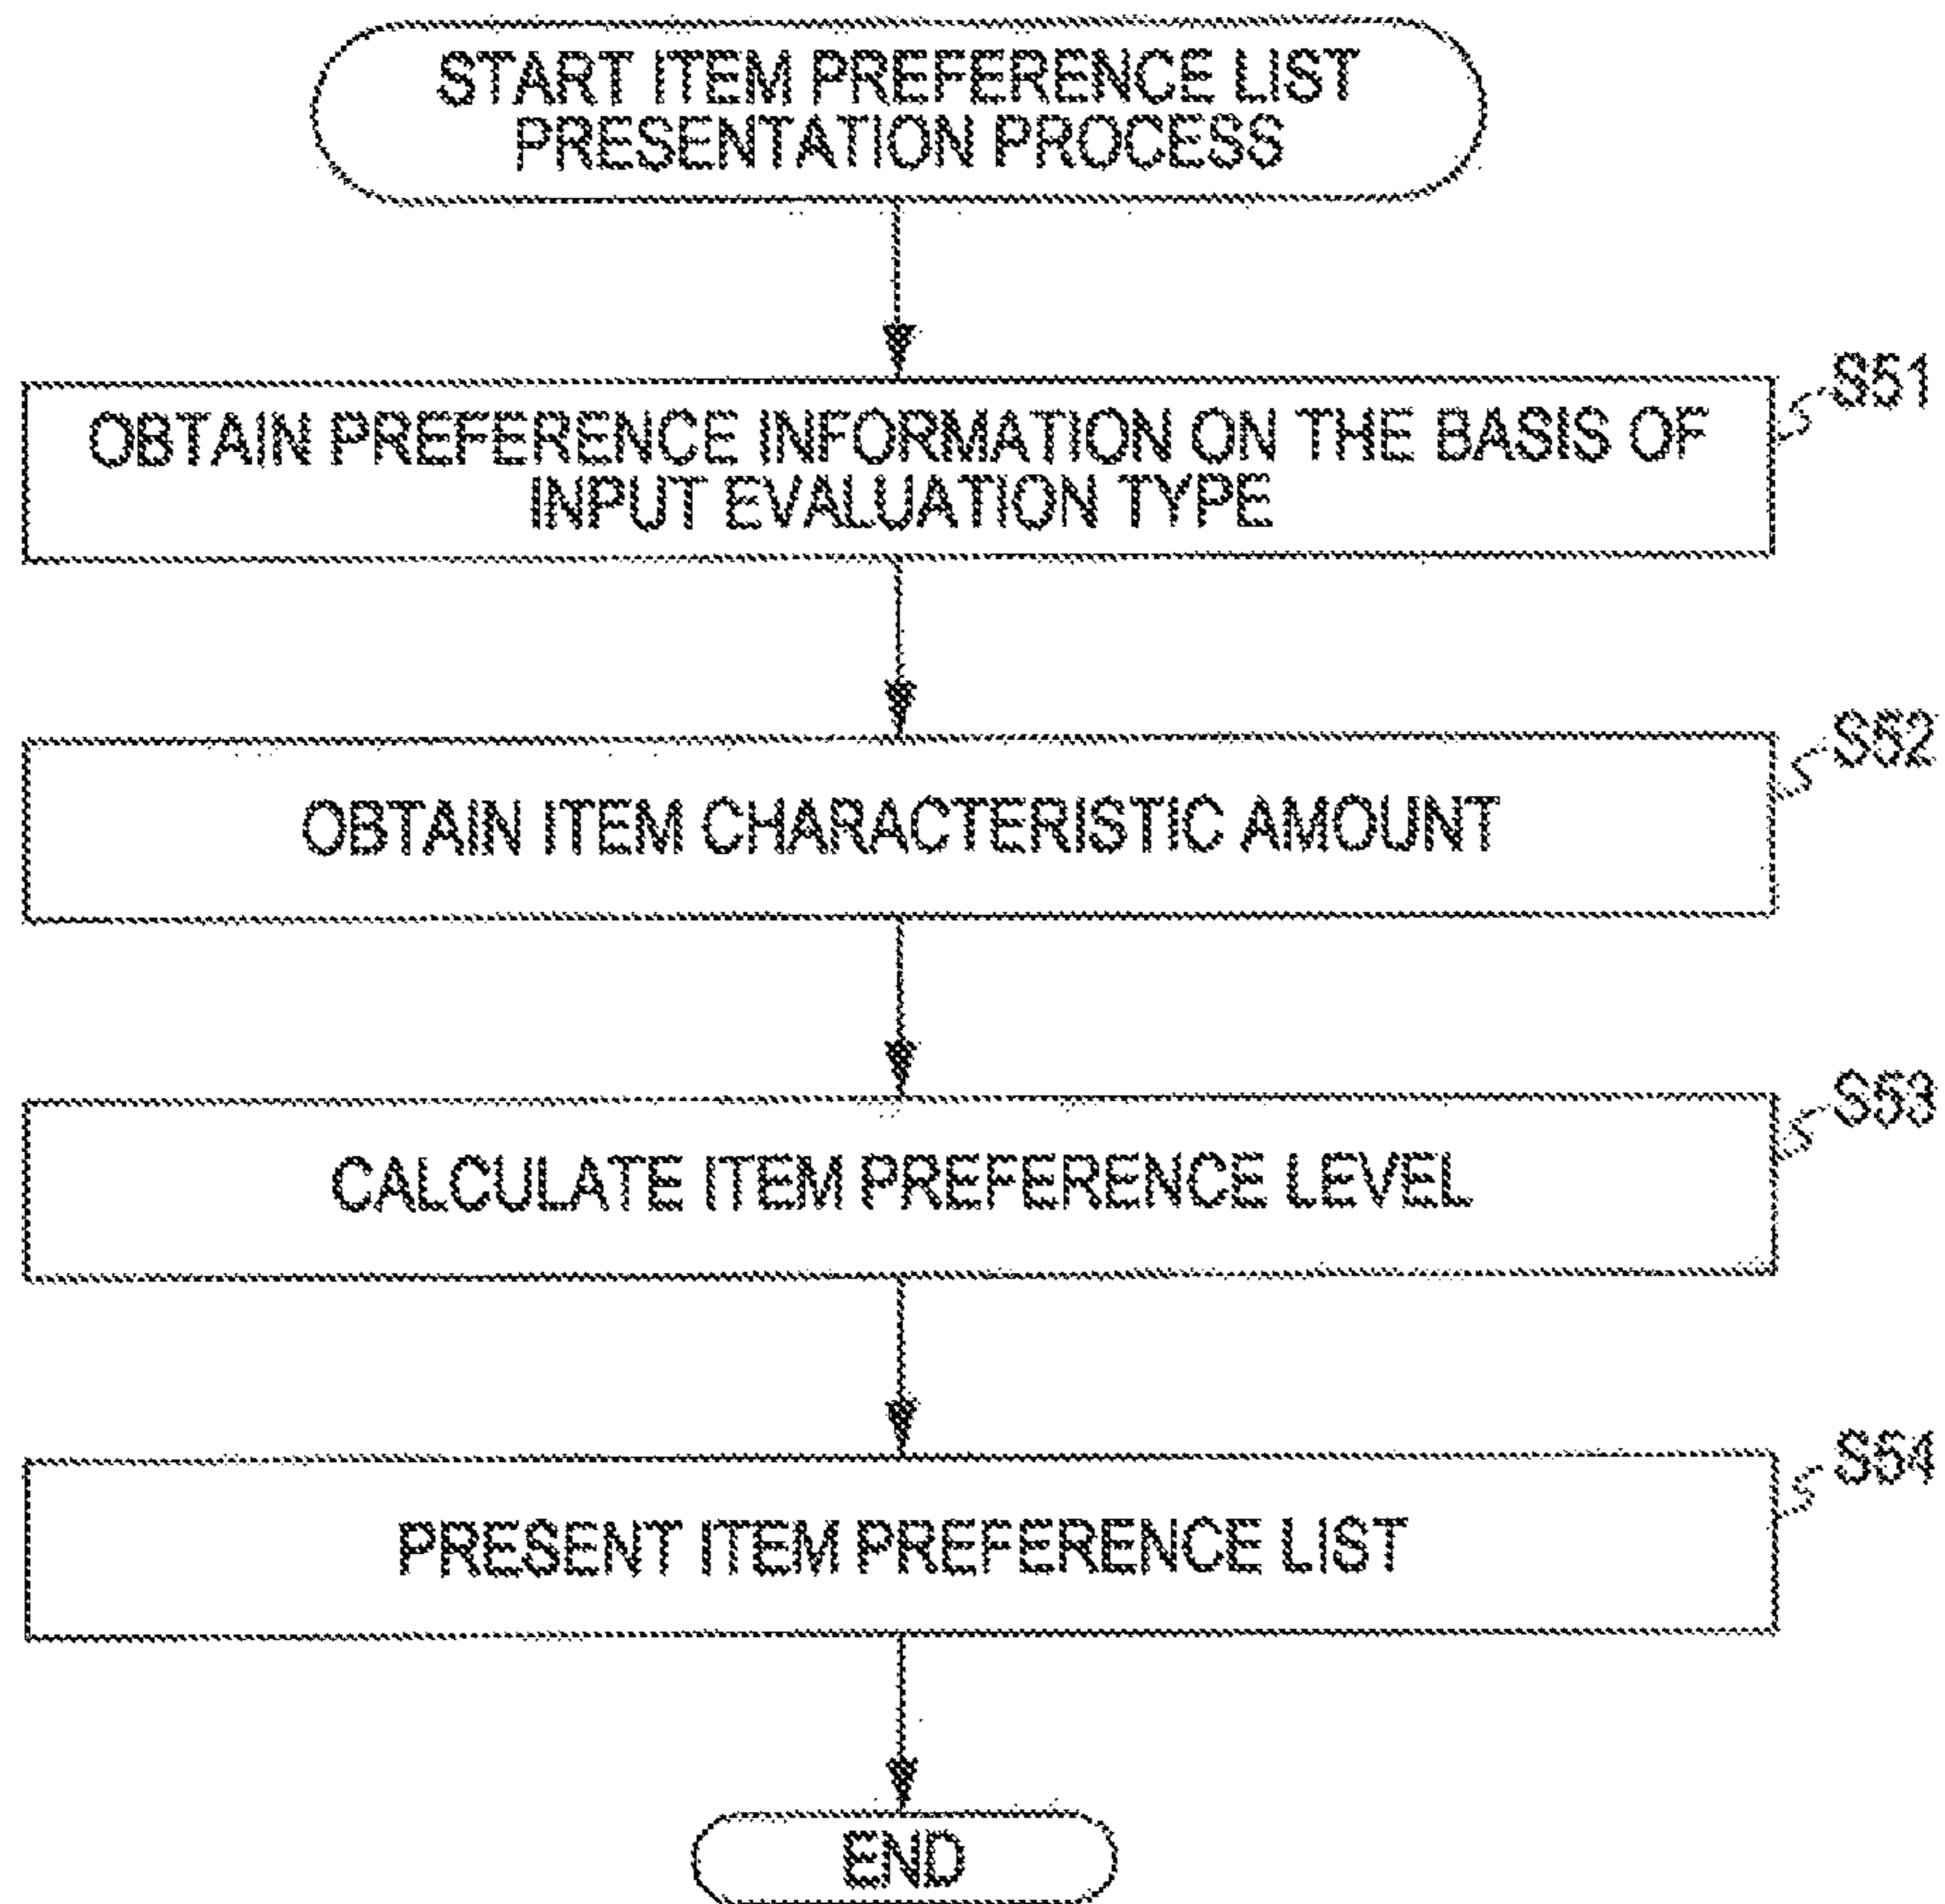 START ITEM PREFERENCE LIST
PRESENTATION PROCESS
S51
OBTAIN PREFERENCE INFORMATION ON THE BASIS OF
INPUT EVALUATION TYPE
S52
OBTAIN ITEM CHARACTERISTIC AMOUNT
S53
CALCULATE ITEM PREFERENCE LEVEL
S54
PRESENT ITEM PREFERENCE LIST
END